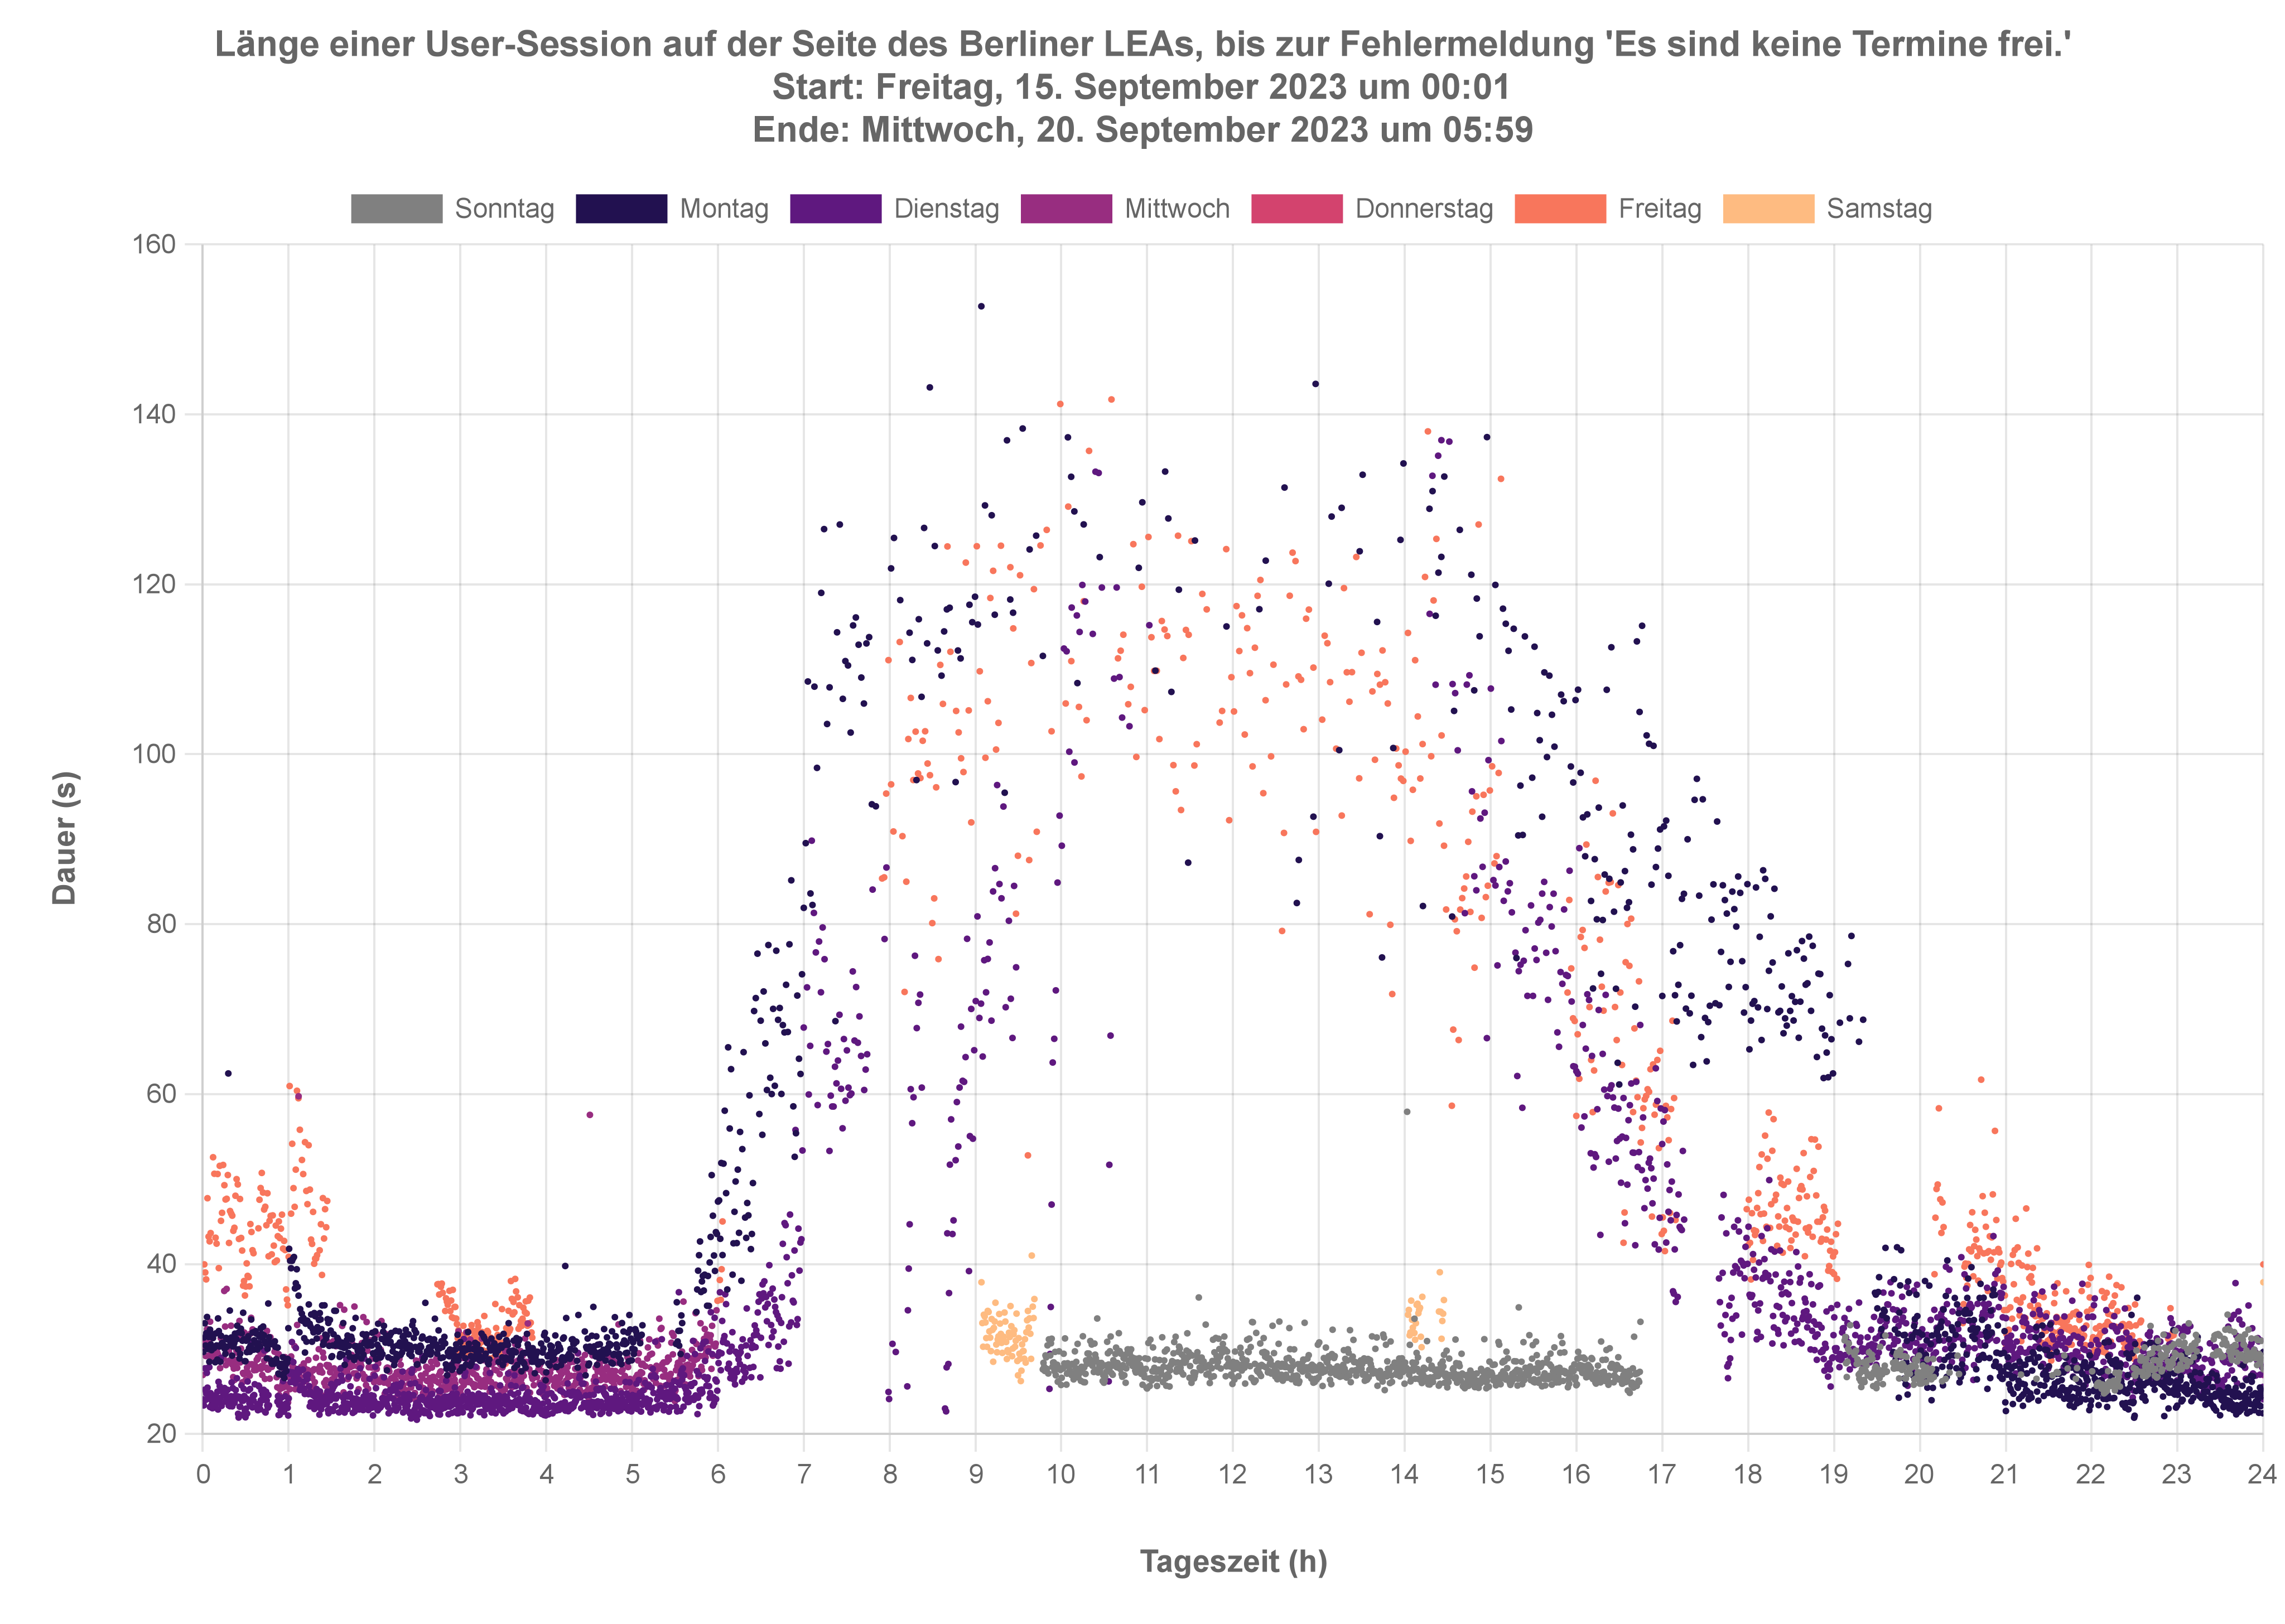 Länge einer User-Session auf der Seite des Berliner LEAs, bis zur Fehlermeldung 'Es sind keine Termine frei.'
Start: Freitag, 15. September 2023 um 00:01
Ende: Mittwoch, 20. September 2023 um 05:59
Sonntag Montag Dienstag Mittwoch Donnerstag Freitag Samstag
160
140
120
100
80
60
40
20
Dauer (s)
0 1 2 3 4 5 6 7 8 9 10 11 12 13 14 15 16 17 18 19 20 21 22 23 24
Tageszeit (h)